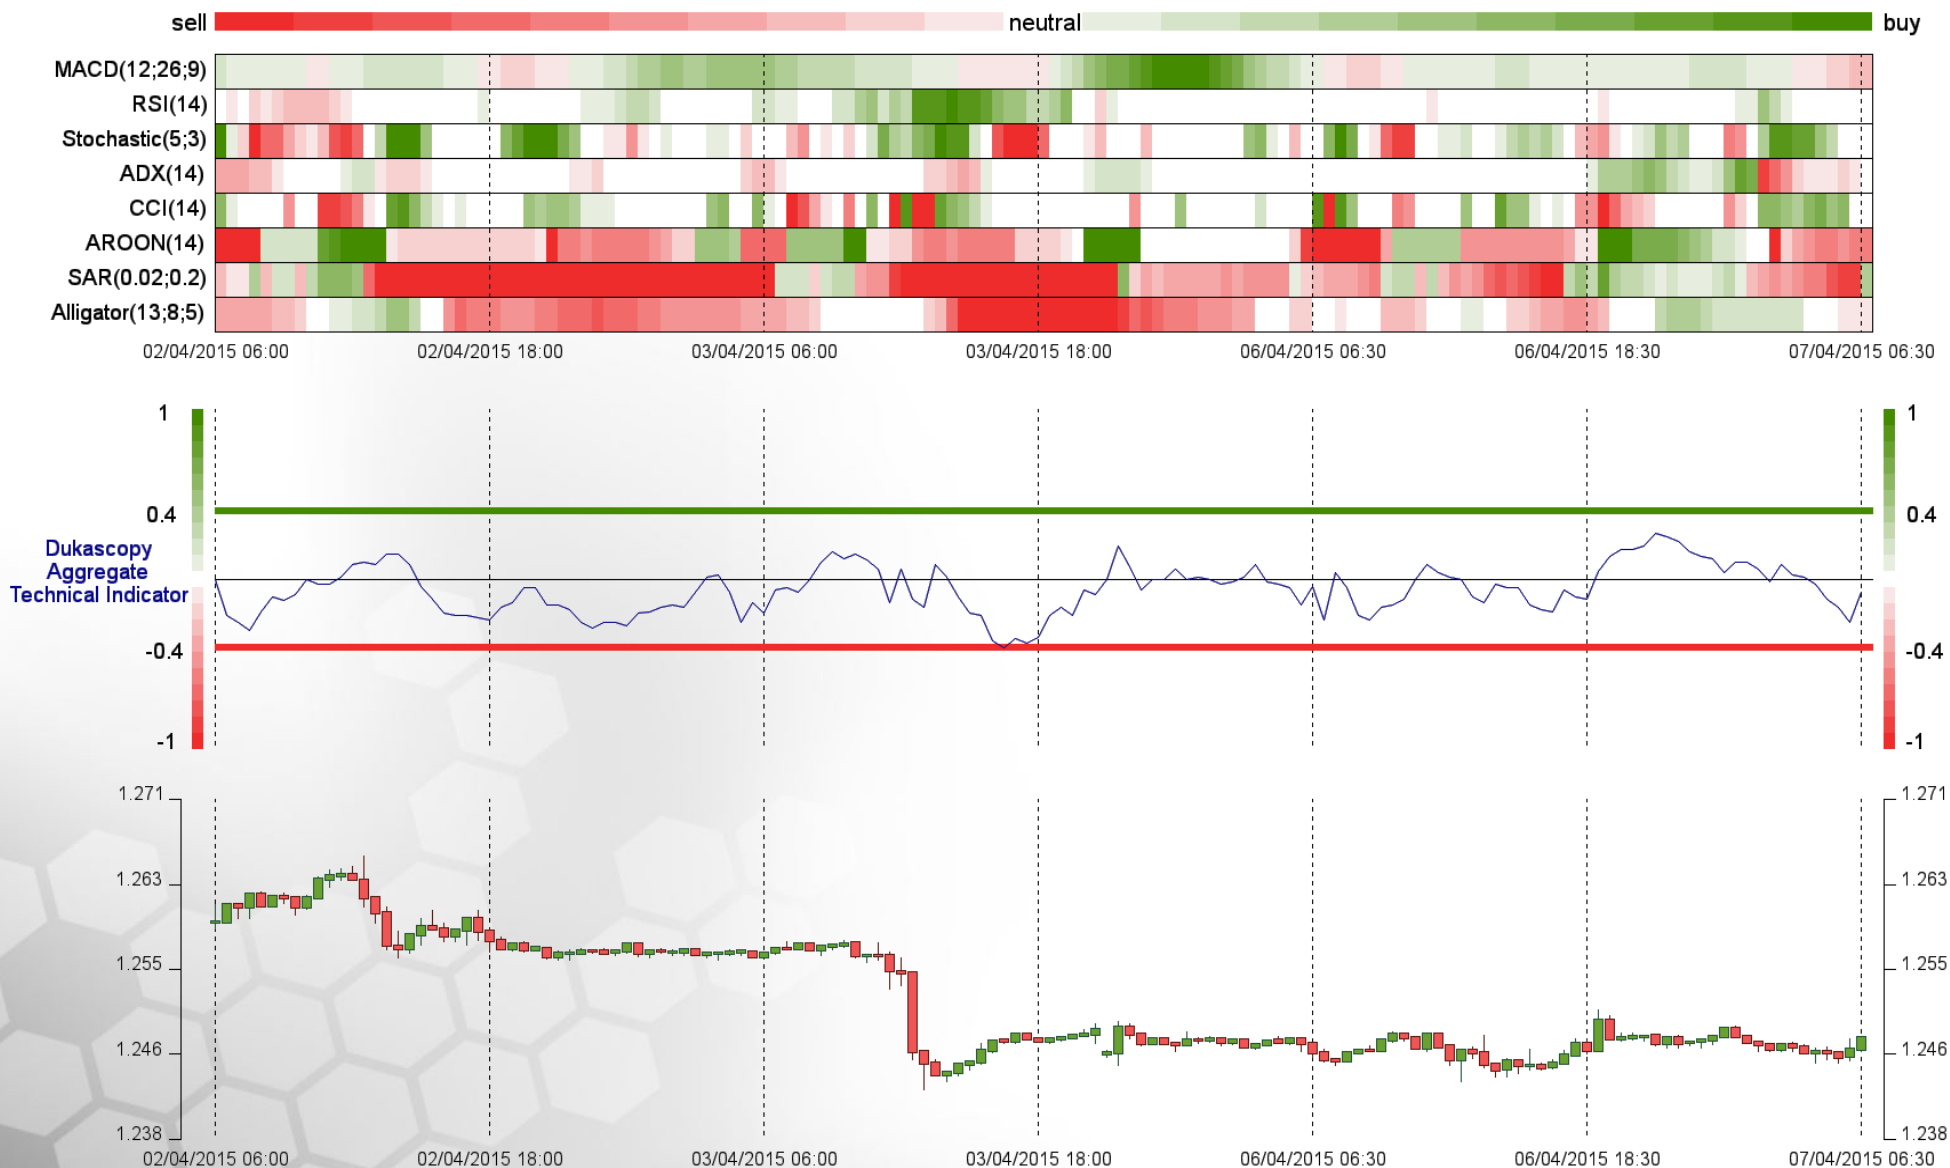 sell neutral buy
MACD(12;26;9)
RSI(14)
Stochastic(5;3)
ADX(14)
CCI(14)
AROON(14)
SAR(0.02;0.2)
Alligator(13;8;5)
02/04/2015 06:00 02/04/2015 18:00 03/04/2015 06:00 03/04/2015 18:00 06/04/2015 06:30 06/04/2015 18:30 07/04/2015 06:30
1 1
0.4 0.4
Dukascopy
Aggregate
Technical Indicator
-0.4 -0.4
-1 -1
1.271 1.271
1.263 1.263
1.255 1.255
1.246 1.246
1.238 1.238
02/04/2015 06:00 02/04/2015 18:00 03/04/2015 06:00 03/04/2015 18:00 06/04/2015 06:30 06/04/2015 18:30 07/04/2015 06:30